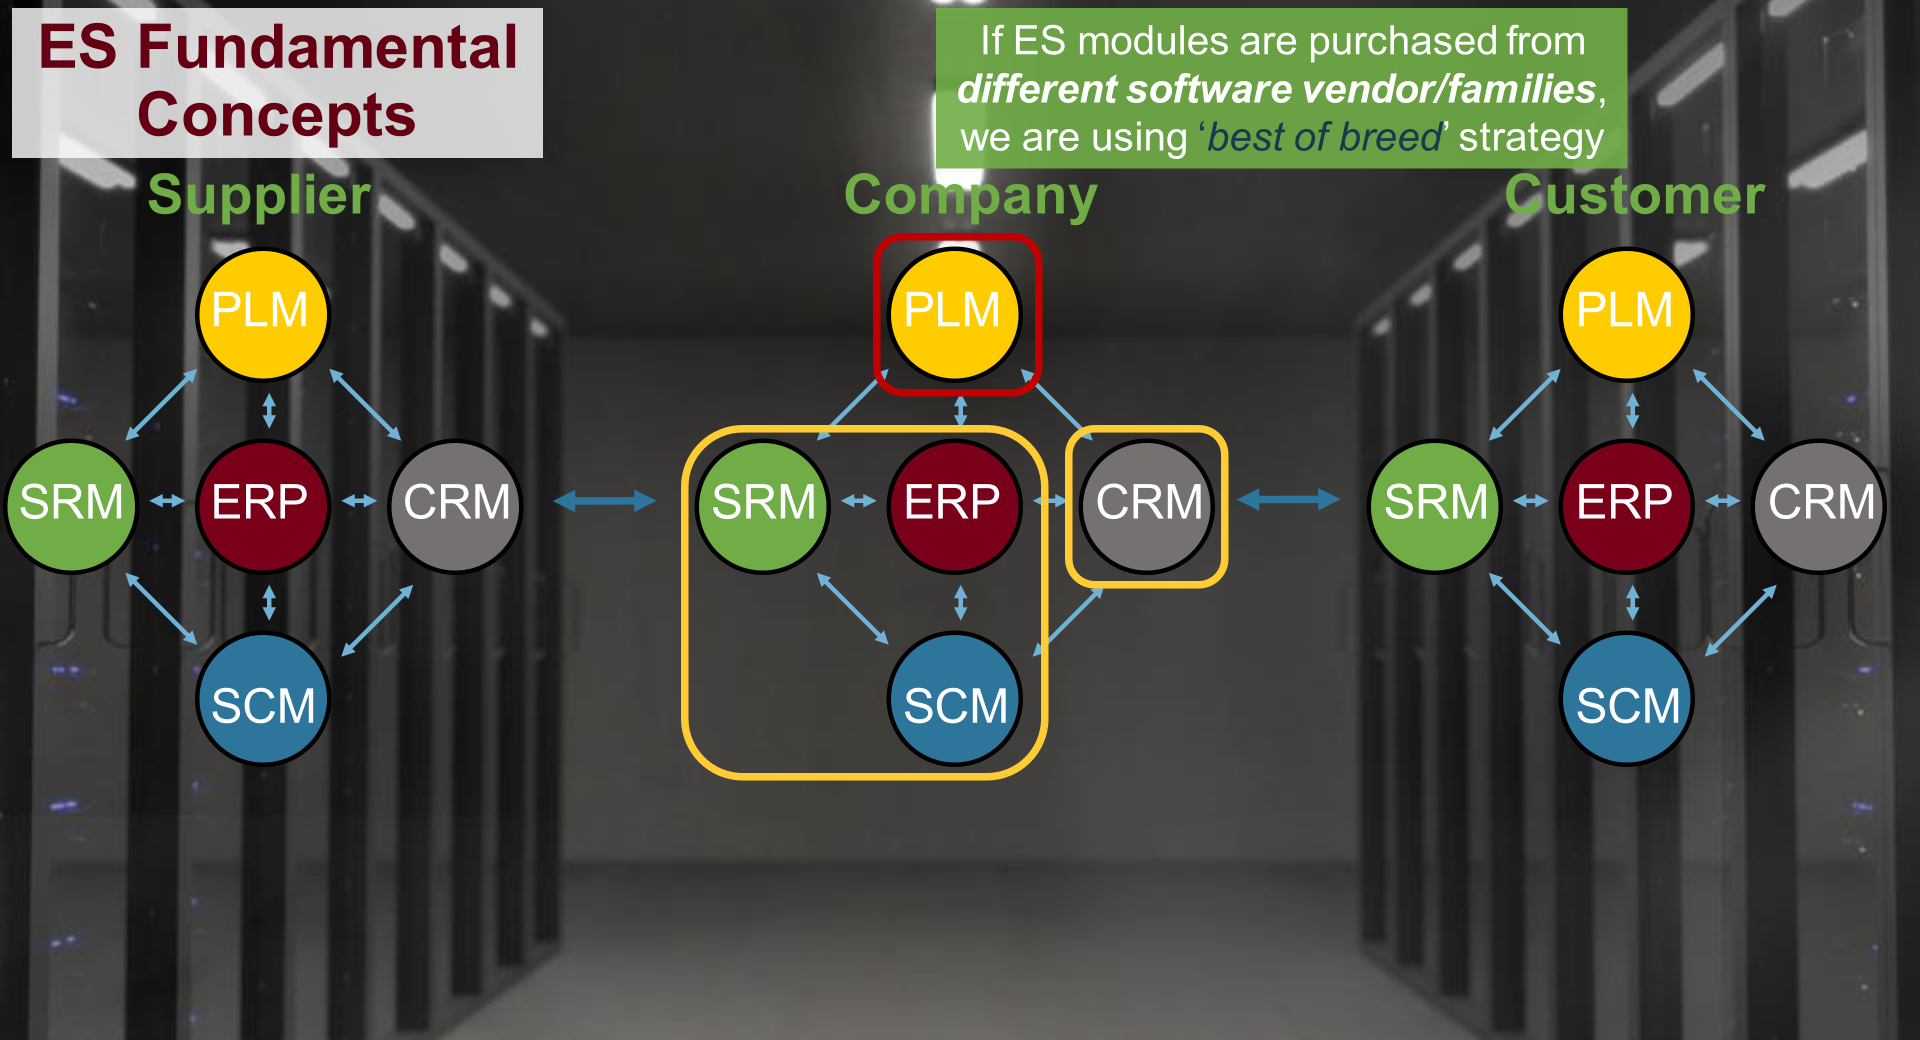 ES Fundamental
Concepts
If ES modules are purchased from
different software vendor/families,
we are using ‘best of breed’ strategy
Supplier
Company
Customer
PLM
PLM
PLM
SRM
ERP
CRM
SRM
ERP
CRM
SRM
ERP
CRM
SCM
SCM
SCM